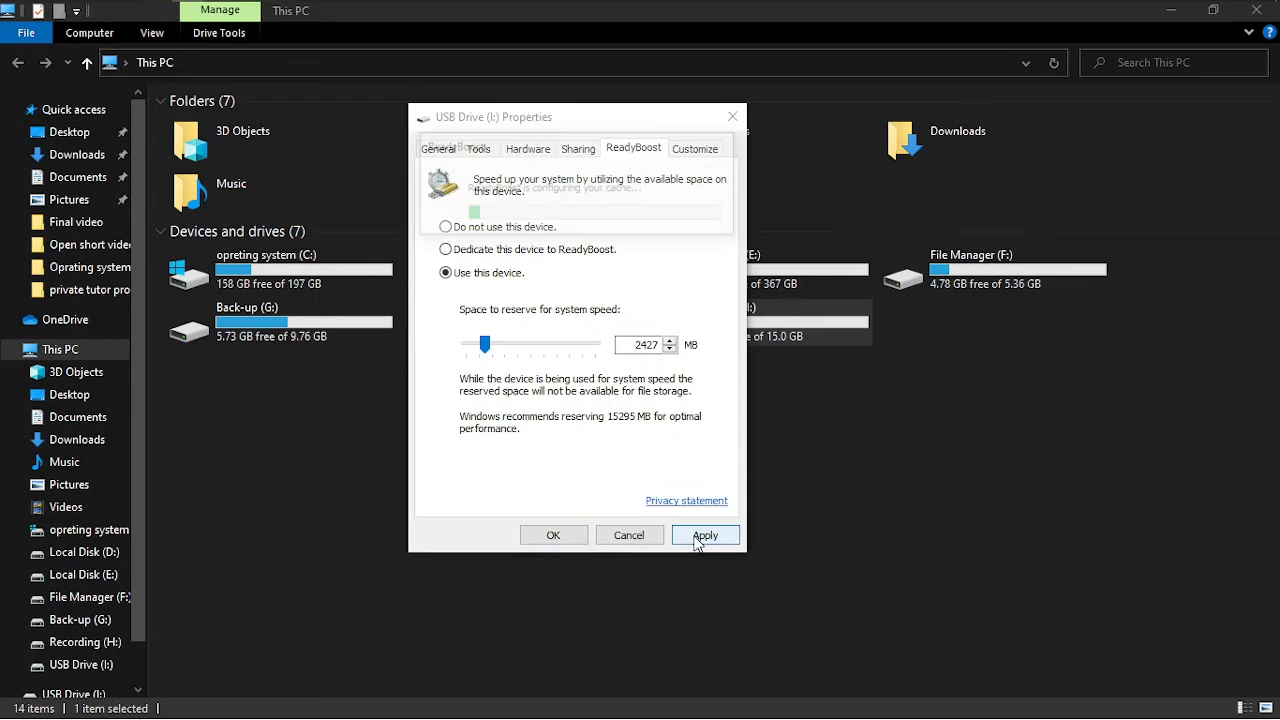 Manage
This PC
File
Computer
View
Drive Tools
This PC
Search This PC
Quick access
Desktop
Downloads
Documents
Pictures
Final video
Open short vide
Oprating system
private tutor pro
OneDrive
This PC
3D Objects
Desktop
Documents
Downloads
Music
Pictures
Videos
opreting system
Local Disk (D:)
Local Disk (E:)
File Manager (F:)
Back-up (G:)
Recording (H:)
USB Drive (I:)
USB Drive (I:)
Folders (7)
3D Objects
Downloads
Music
Devices and drives (7)
opreting system (C:)
158 GB free of 197 GB
E:)
e of 367 GB
File Manager (F:)
4.78 GB free of 5.36 GB
Back-up (G:)
5.73 GB free of 9.76 GB
I:)
e of 15.0 GB
USB Drive (I:) Properties
General Tools Hardware Sharing ReadyBoost Customize
ReadyBoost
Speed up your system by utilizing the available space on
this device.
ReadyBoost is configuring your cache...
Do not use this device.
Dedicate this device to ReadyBoost.
Use this device.
Space to reserve for system speed:
2427 MB
While the device is being used for system speed the
reserved space will not be available for file storage.
Windows recommends reserving 15295 MB for optimal
performance.
Privacy statement
OK Cancel Apply
14 items
1 item selected